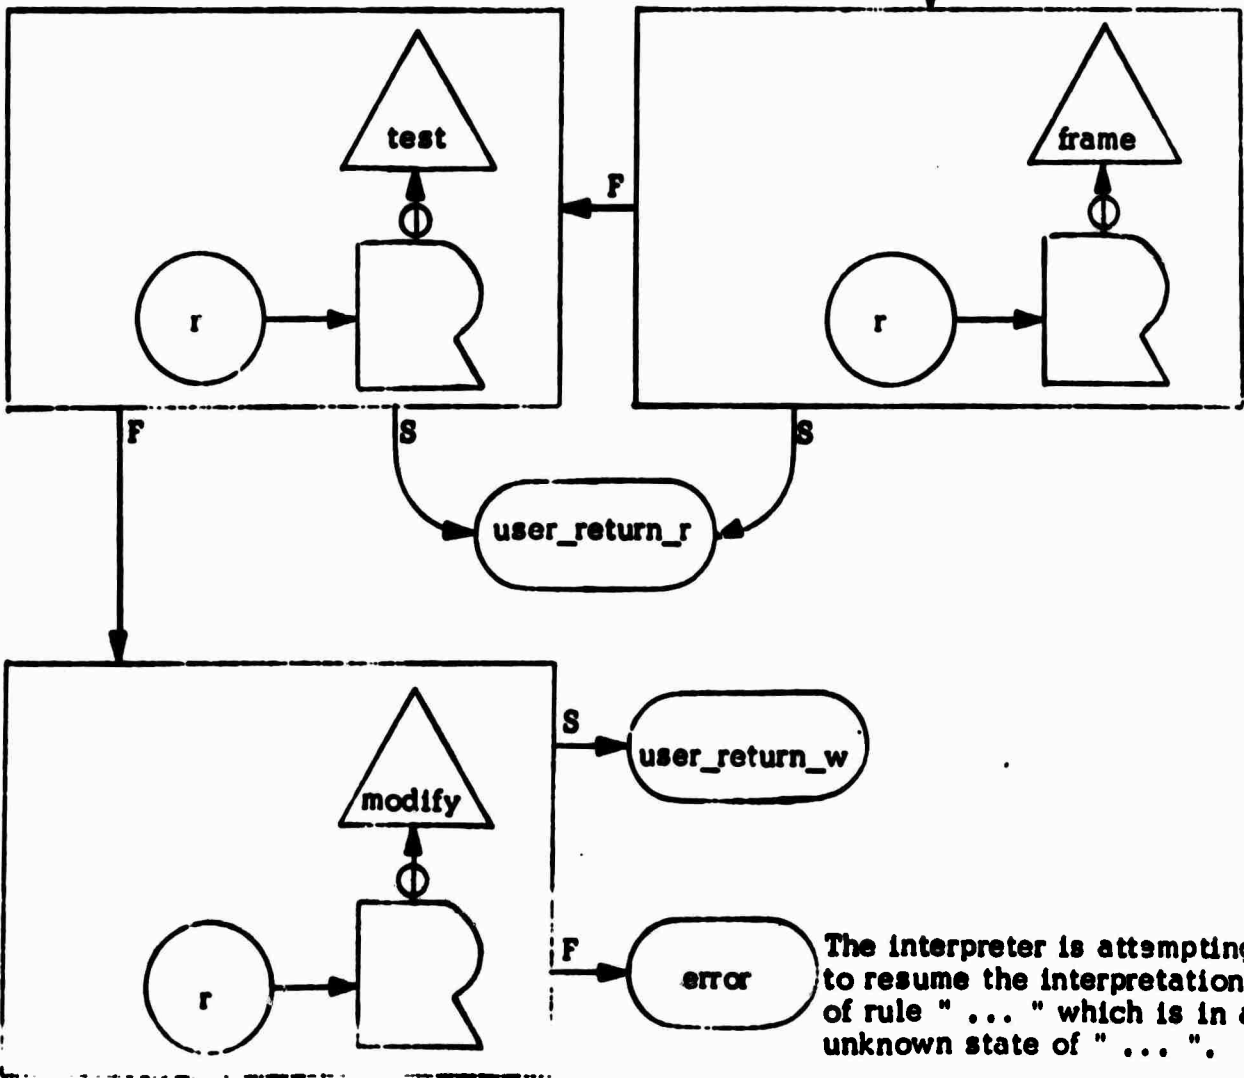 test
frame
F
r
r
F
S
S
user_return_r
S
modify
user_return_w
F
r
error
The interpreter is attempting
to resume the interpretation
of rule " ... " which is in a
unknown state of " ... ".